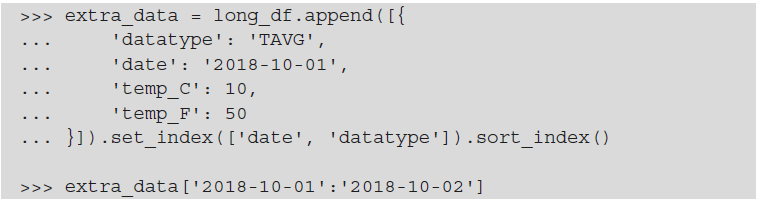 >>> extra_data = long_df.append([{
...     'datatype': 'TAVG',
...     'date': '2018-10-01',
...     'temp_C': 10,
...     'temp_F': 50
... }]).set_index(['date', 'datatype']).sort_index()
>>> extra_data['2018-10-01':'2018-10-02']